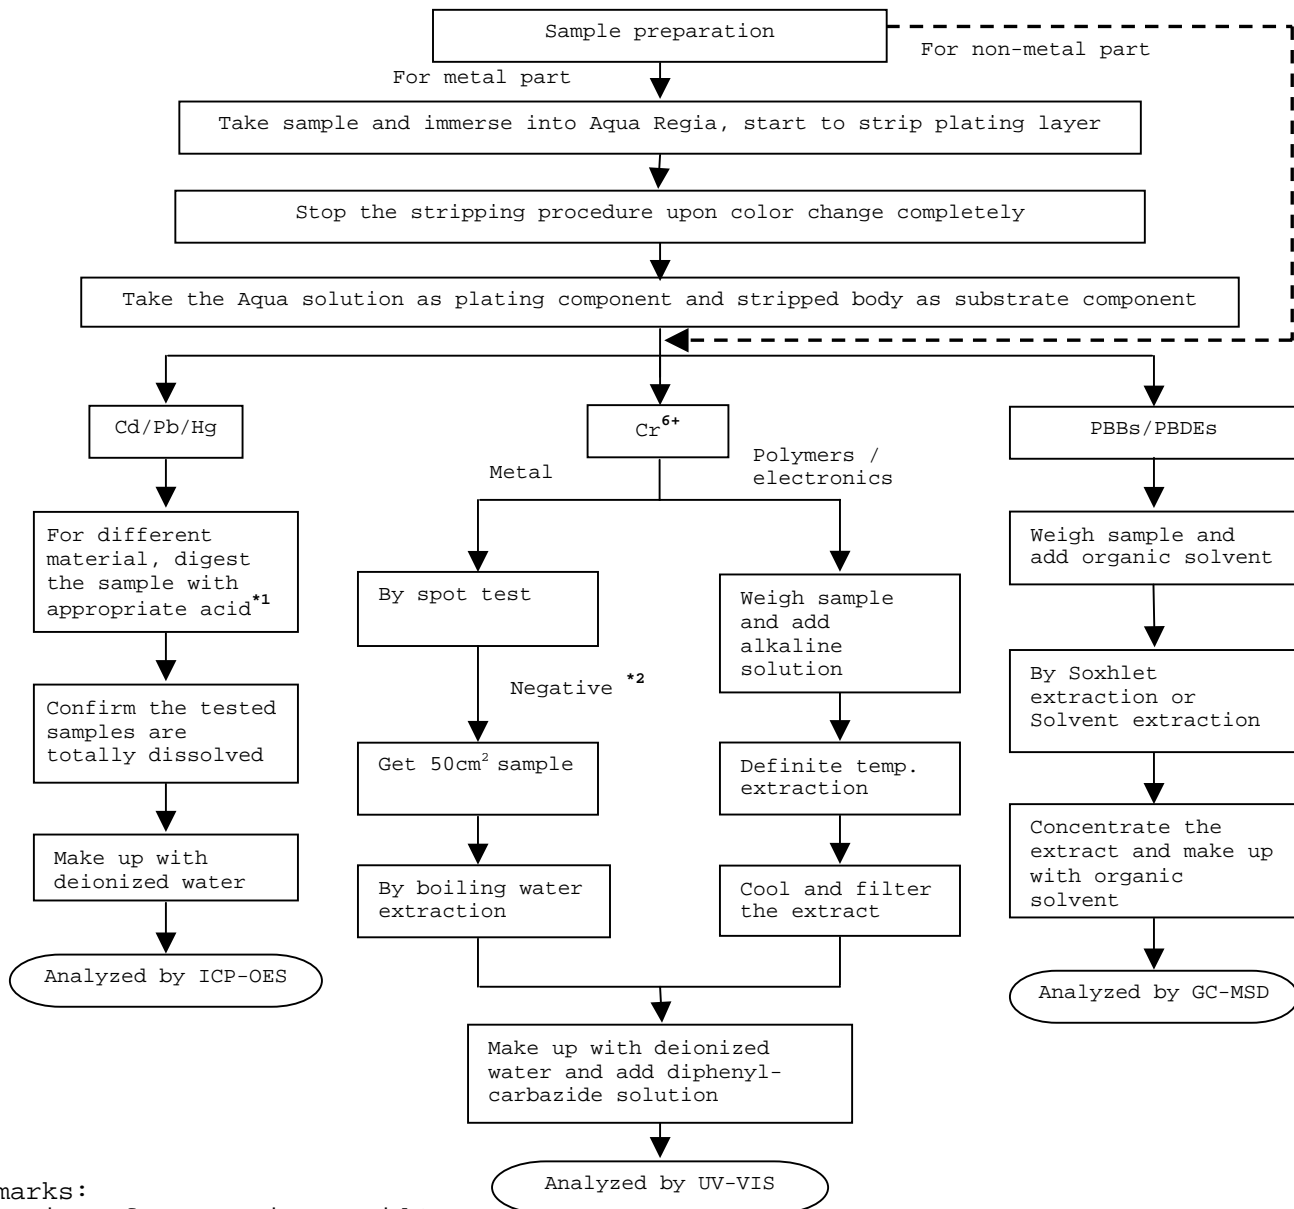 Sample preparation
For non-metal part
For metal part
Take sample and immerse into Aqua Regia, start to strip plating layer
Stop the stripping procedure upon color change completely
Take the Aqua solution as plating component and stripped body as substrate component
Cd/Pb/Hg
Cr⁶⁺
PBBs/PBDEs
Metal
Polymers /
electronics
For different
material, digest
the sample with
appropriate acid*1
Confirm the tested
samples are
totally dissolved
Make up with
deionized water
Analyzed by ICP-OES
By spot test
Negative *2
Get 50cm² sample
By boiling water
extraction
Weigh sample
and add
alkaline
solution
Definite temp.
extraction
Cool and filter
the extract
Make up with deionized
water and add diphenyl-
carbazide solution
Analyzed by UV-VIS
Weigh sample and
add organic solvent
By Soxhlet
extraction or
Solvent extraction
Concentrate the
extract and make up
with organic
solvent
Analyzed by GC-MSD
marks: